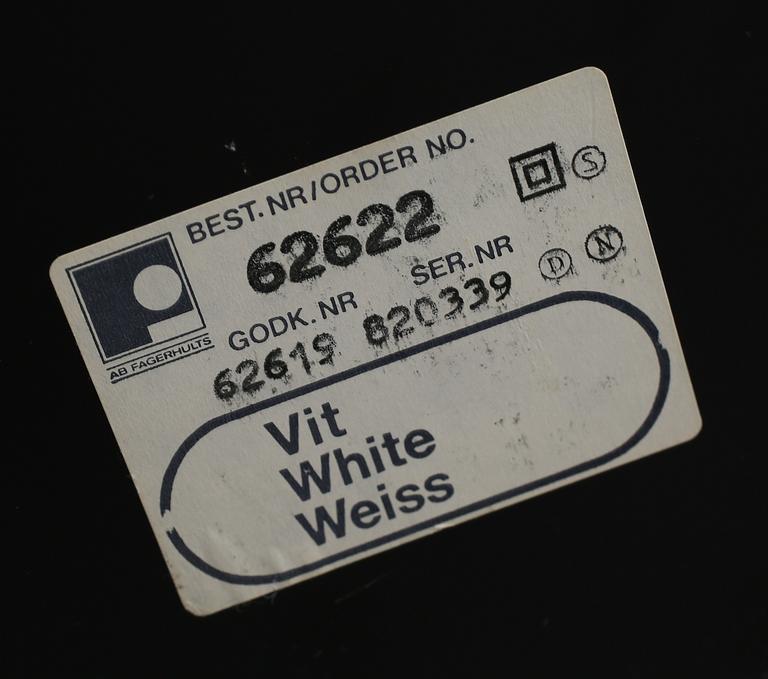 BEST.NR/ORDER NO.
62622
S
GODK.NR SER.NR
D N
62619 820339
AB FAGERHULTS
Vit
White
Weiss